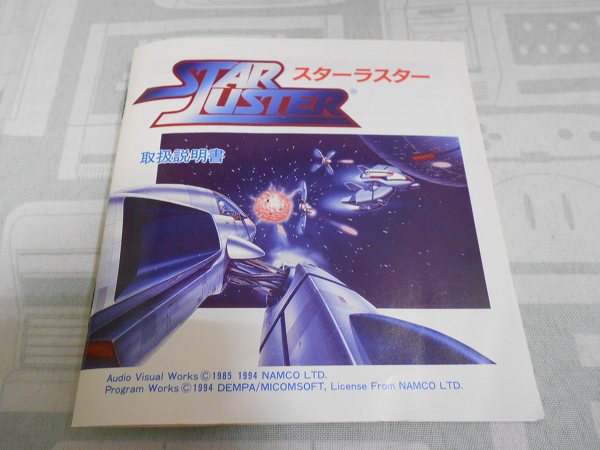 STAR LUSTER®
スターラスター
取扱説明書
Audio Visual Works©1985 1994 NAMCO LTD.
Program Works©1994 DEMPA/MICOMSOFT, License From NAMCO LTD.